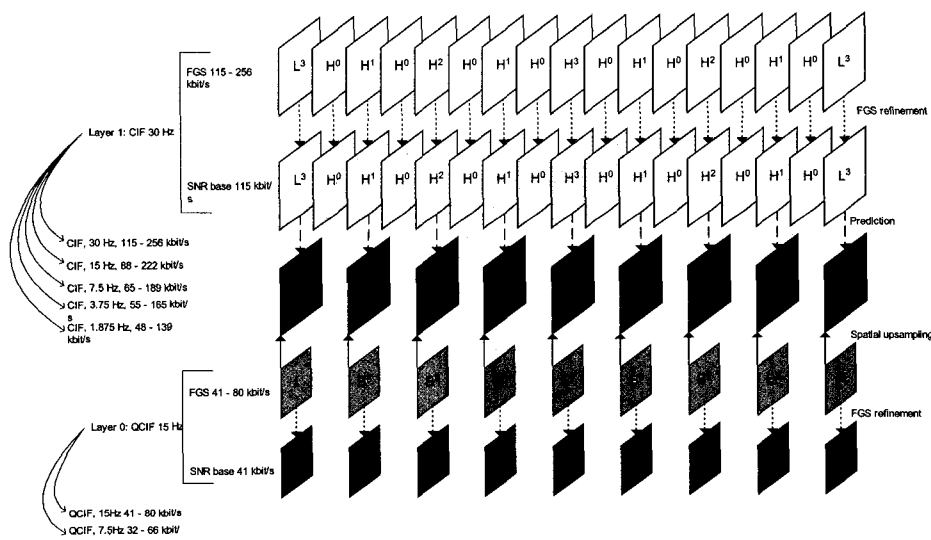 L3 H0 H1 H0 H2 H0 H1 H0 H3 H0 H1 H0 H2 H0 H1 H0 L3
FGS 115 - 256
kbit/s
FGS refinement
Layer 1: CIF 30 Hz
L3 H0 H1 H0 H2 H0 H1 H0 H3 H0 H1 H0 H2 H0 H1 H0 L3
SNR base 115 kbit/
s
Prediction
CIF, 30 Hz, 115 - 256 kbit/s
CIF, 15 Hz, 88 - 222 kbit/s
CIF, 7.5 Hz, 65 - 189 kbit/s
CIF, 3.75 Hz, 55 - 165 kbit/
s
CIF, 1.875 Hz, 48 - 139
kbit/s
Spatial upsampling
FGS 41 - 80 kbit/s
FGS refinement
Layer 0: QCIF 15 Hz
SNR base 41 kbit/s
QCIF, 15Hz 41 - 80 kbit/s
QCIF, 7.5Hz 32 - 66 kbit/